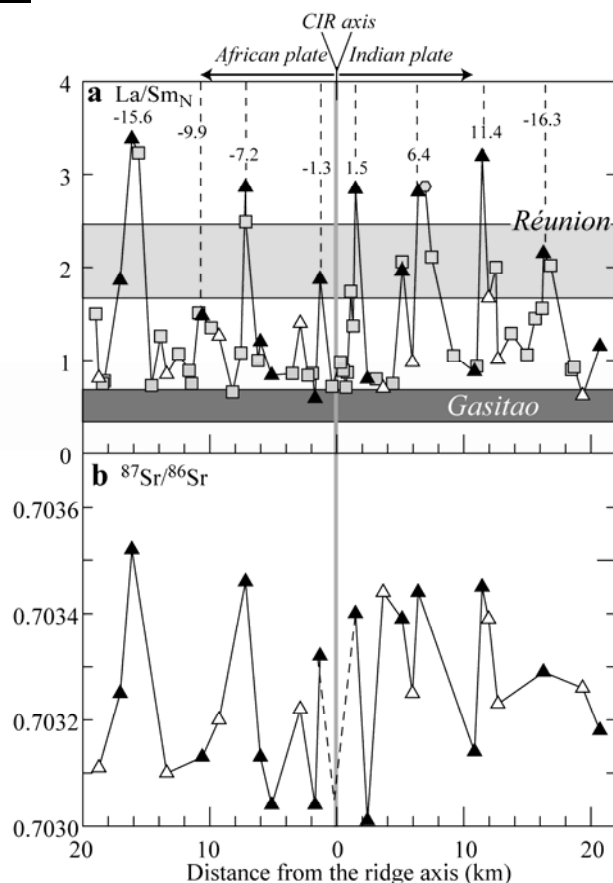 CIR axis
African plate Indian plate
a La/SmN
4
-15.6
-9.9
-7.2
-1.3
1.5
6.4
11.4
-16.3
3
Réunion
2
1
Gasitao
0
b 87Sr/86Sr
0.7036
0.7034
0.7032
0.7030
20 10 0 10 20
Distance from the ridge axis (km)